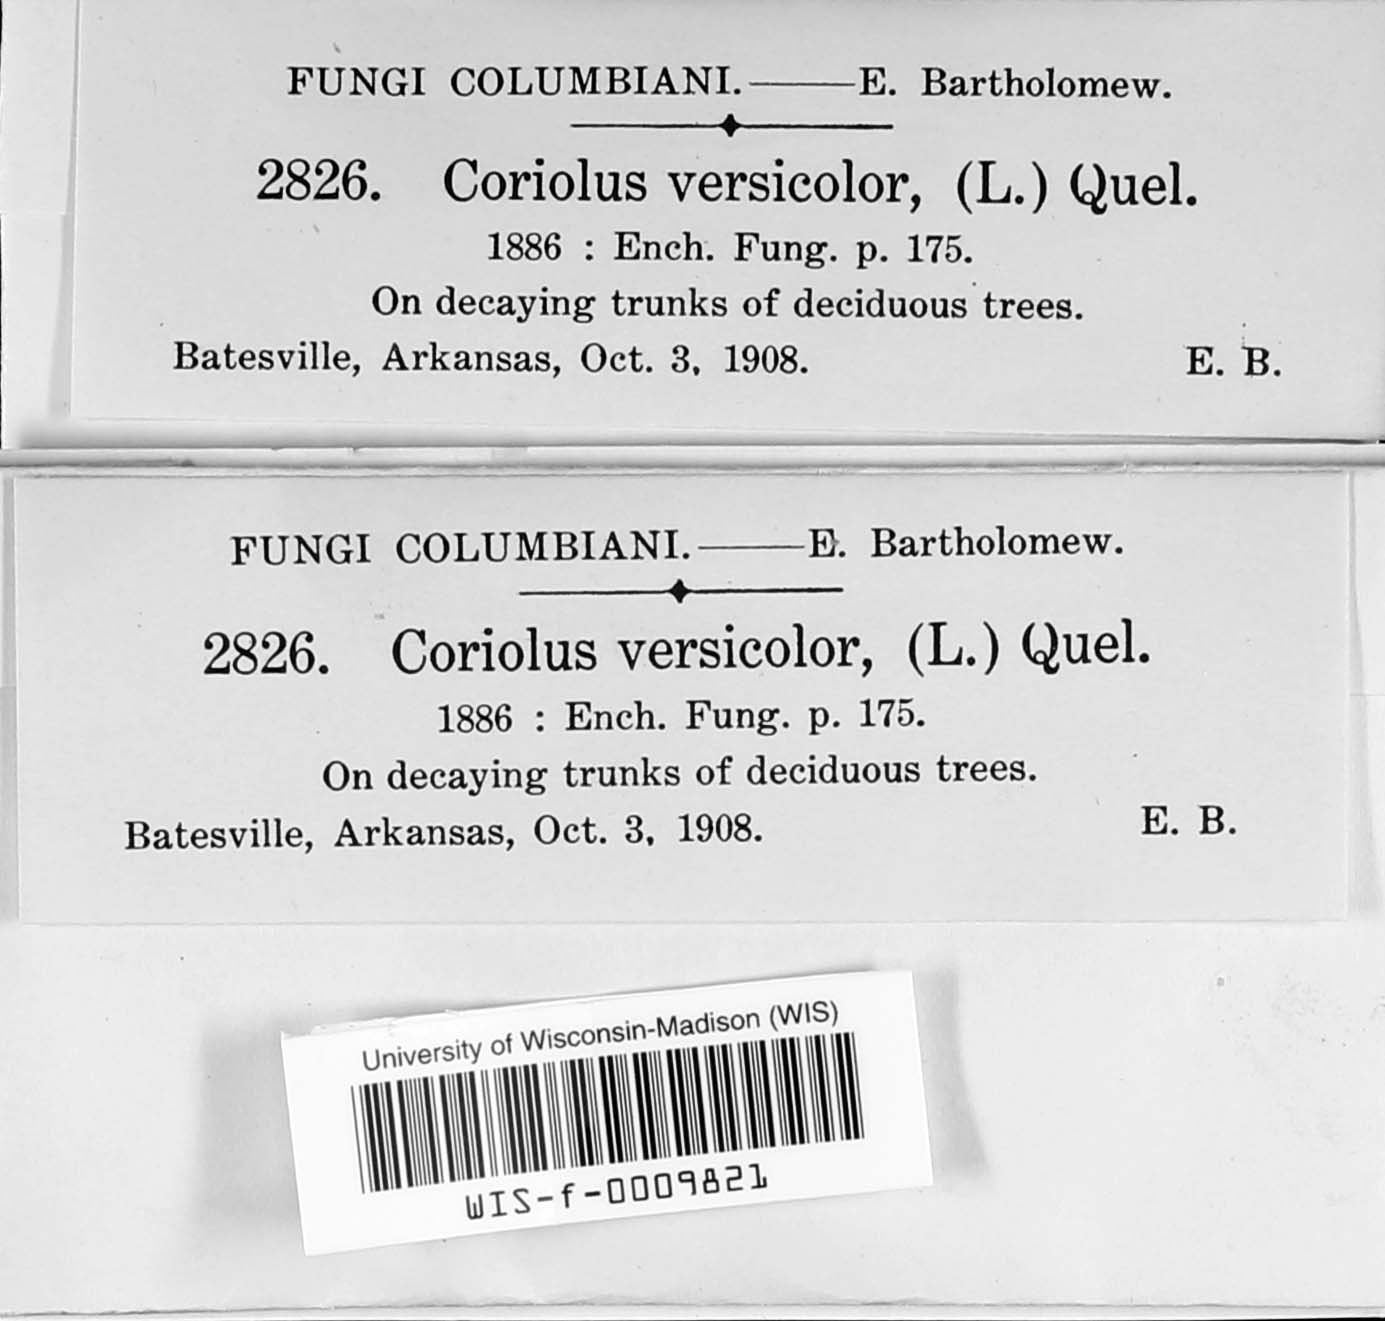 FUNGI COLUMBIANI.——E. Bartholomew.
2826. Coriolus versicolor, (L.) Quel.
1886 : Ench. Fung. p. 175.
On decaying trunks of deciduous trees.
Batesville, Arkansas, Oct. 3, 1908. E. B.
FUNGI COLUMBIANI.——E. Bartholomew.
2826. Coriolus versicolor, (L.) Quel.
1886 : Ench. Fung. p. 175.
On decaying trunks of deciduous trees.
Batesville, Arkansas, Oct. 3, 1908. E. B.
University of Wisconsin-Madison (WIS)
WIS-f-0009821